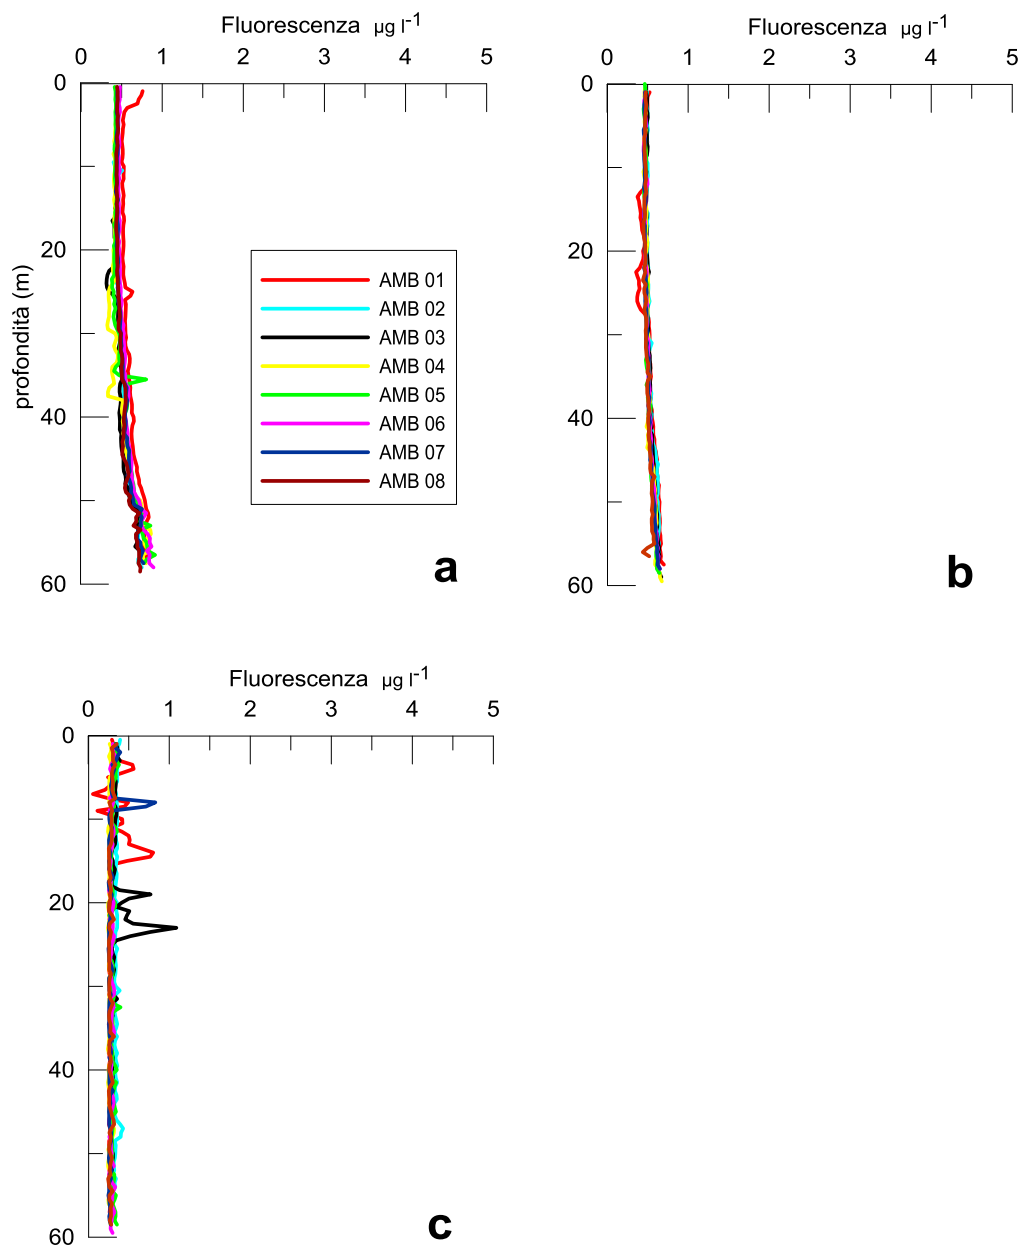 Fluorescenza µg l-1
0 1 2 3 4 5
0
20
40
60
profondità (m)
AMB 01
AMB 02
AMB 03
AMB 04
AMB 05
AMB 06
AMB 07
AMB 08
a
Fluorescenza µg l-1
0 1 2 3 4 5
0
20
40
60
b
Fluorescenza µg l-1
0 1 2 3 4 5
0
20
40
60
c